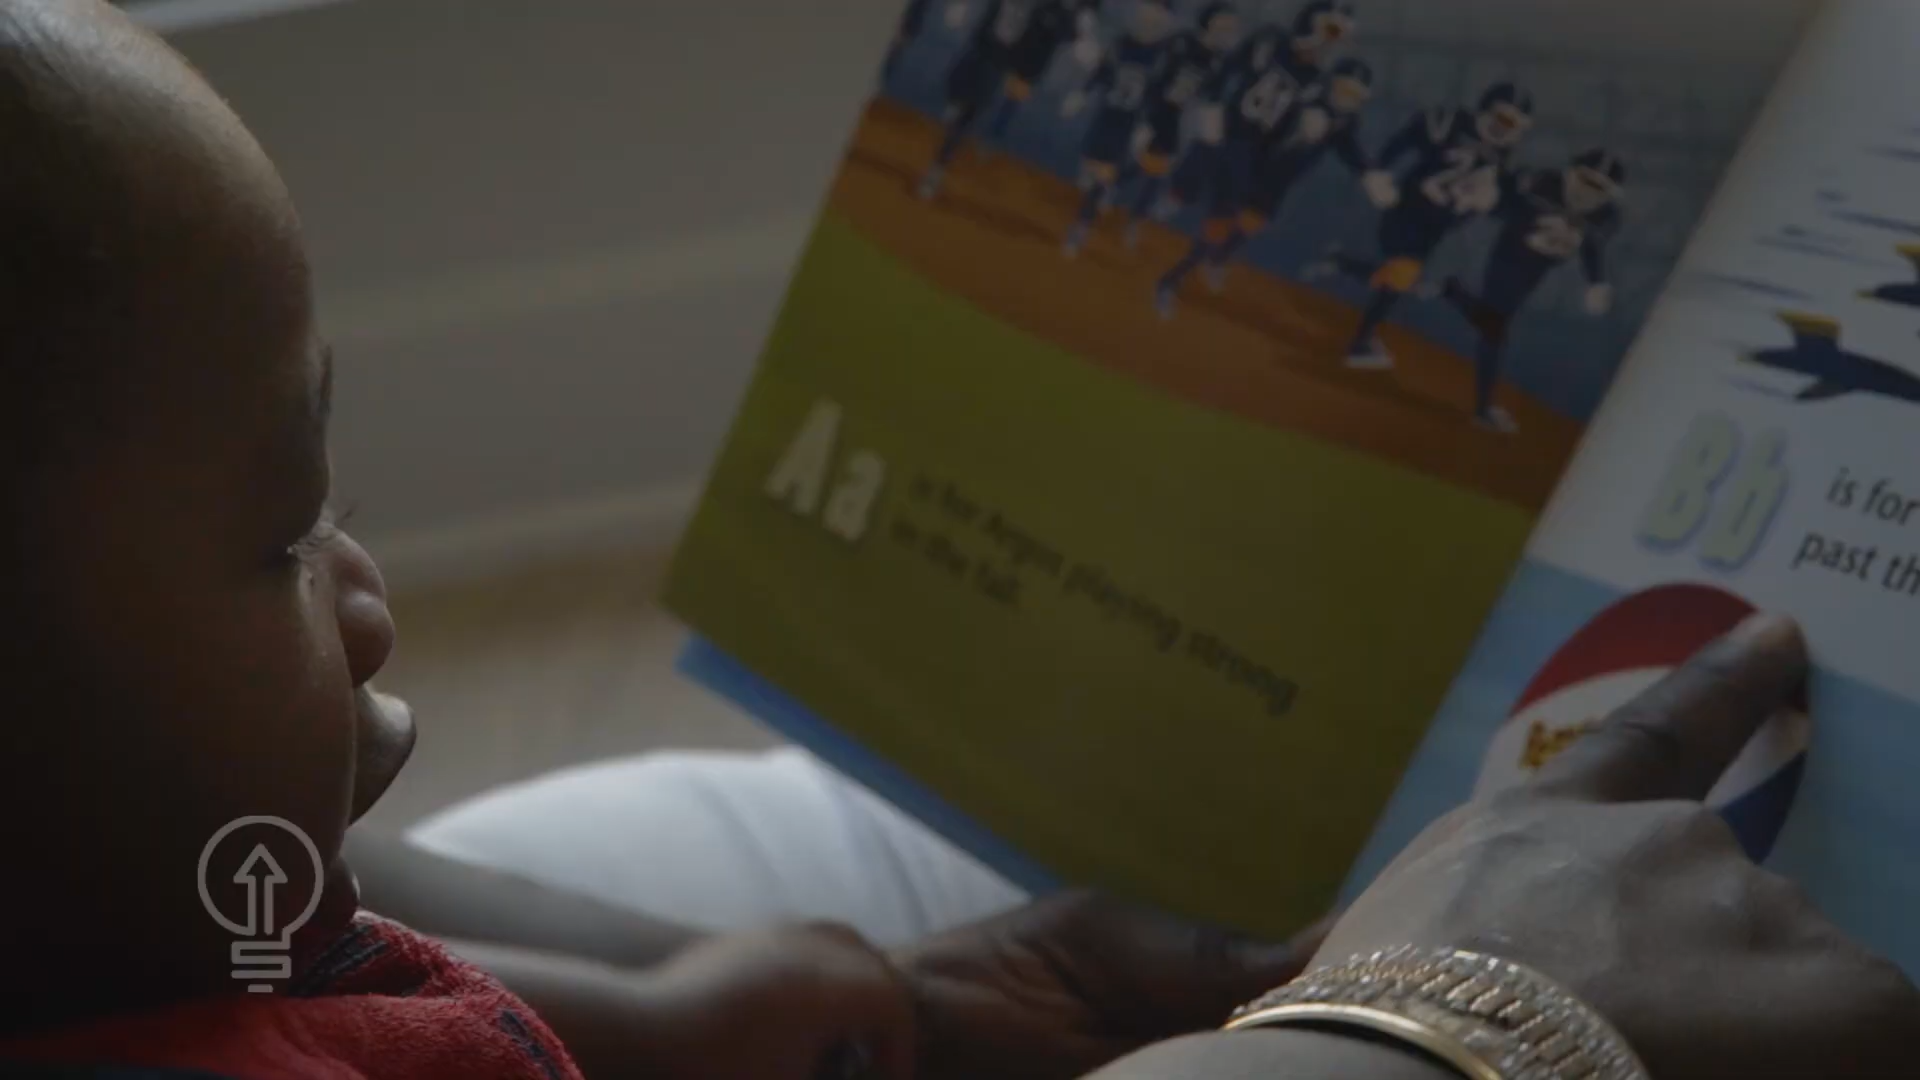 Aa
is for Argos playing strong
in the fall.
Bb
is for
past th